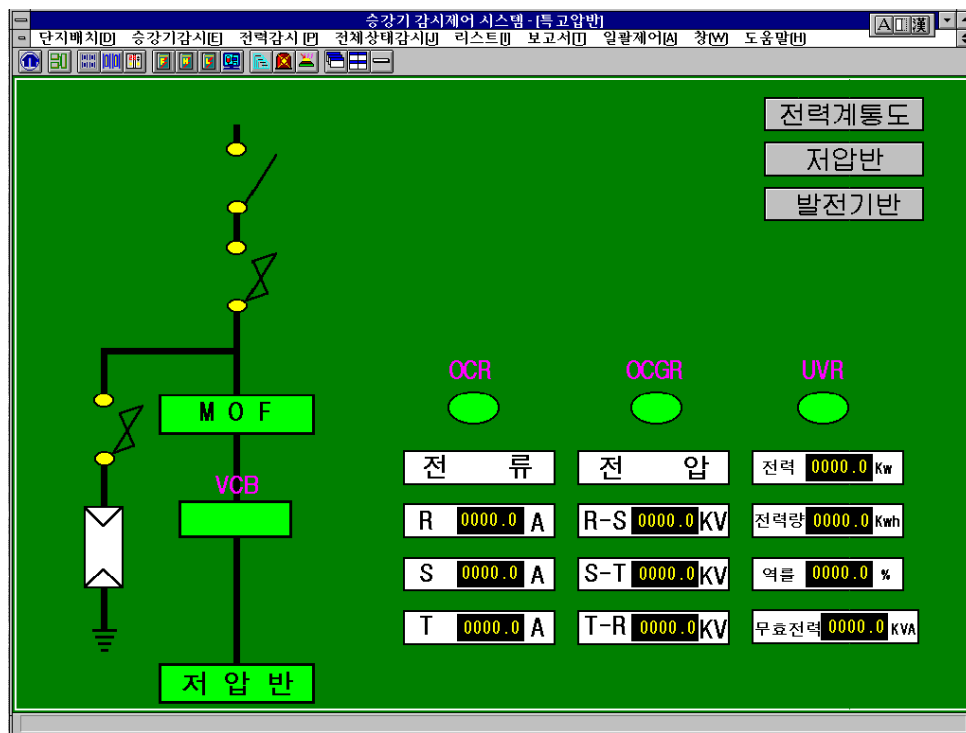 승강기 감시제어 시스템 - [특고압반]
A 漢
단지배치[D] 승강기감시[E] 전력감시 [P] 전체상태감시[J] 리스트[I] 보고서[T] 일괄제어[A] 창[W] 도움말[H]
전력계통도
저압반
발전기반
OCR OCGR UVR
M O F
VCB
전 류 전 압 전력 0000.0 Kw
R 0000.0 A R-S 0000.0 KV 전력량 0000.0 Kwh
S 0000.0 A S-T 0000.0 KV 역률 0000.0 %
T 0000.0 A T-R 0000.0 KV 무효전력 0000.0 KVA
저 압 반